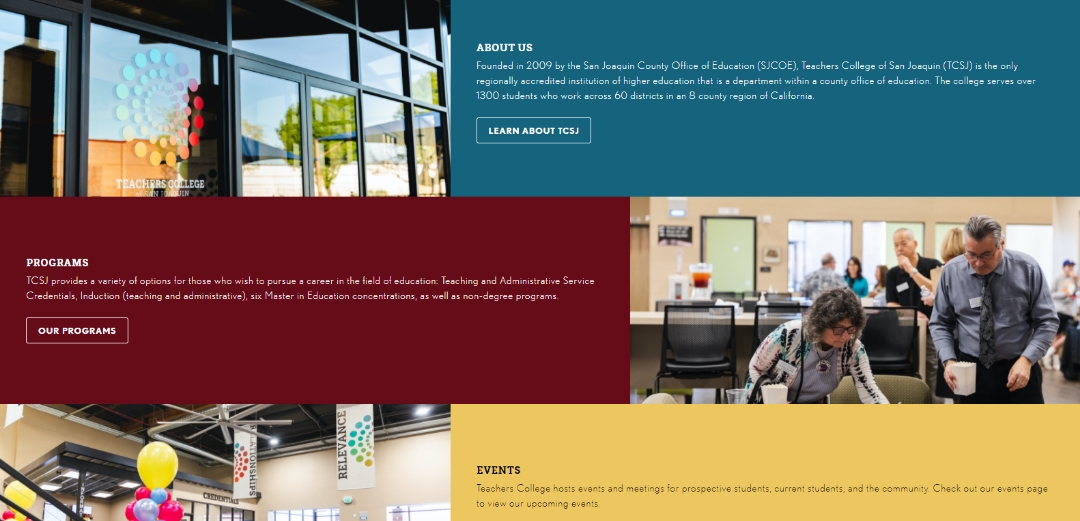 TEACHERS COLLEGE
of SAN JOAQUIN
ABOUT US
Founded in 2009 by the San Joaquin County Office of Education (SJCOE), Teachers College of San Joaquin (TCSJ) is the only
regionally accredited institution of higher education that is a department within a county office of education. The college serves over
1300 students who work across 60 districts in an 8 county region of California.
LEARN ABOUT TCSJ
PROGRAMS
TCSJ provides a variety of options for those who wish to pursue a career in the field of education: Teaching and Administrative Service
Credentials, Induction (teaching and administrative), six Master in Education concentrations, as well as non-degree programs.
OUR PROGRAMS
RELEVANCE
EVENTS
Teachers College hosts events and meetings for prospective students, current students, and the community. Check out our events page
to view our upcoming events.